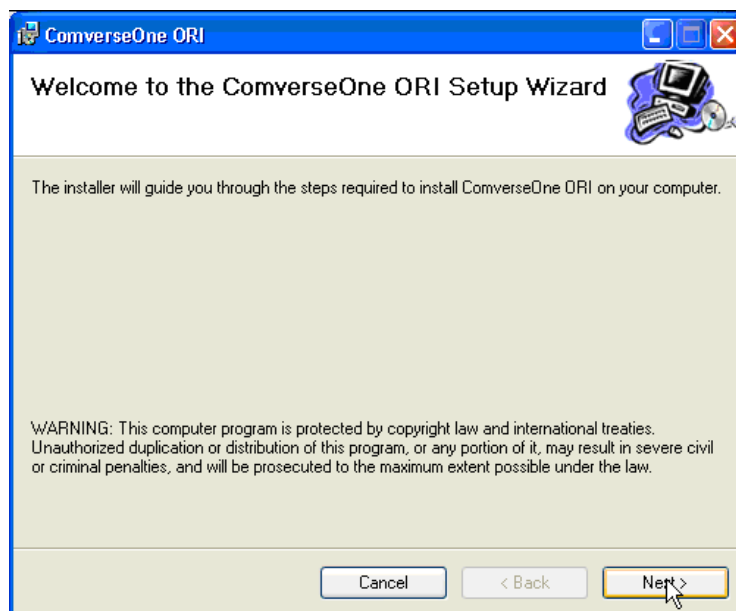 ComverseOne ORI
Welcome to the ComverseOne ORI Setup Wizard
The installer will guide you through the steps required to install ComverseOne ORI on your computer.
WARNING: This computer program is protected by copyright law and international treaties.
Unauthorized duplication or distribution of this program, or any portion of it, may result in severe civil
or criminal penalties, and will be prosecuted to the maximum extent possible under the law.
Cancel
< Back
Next >